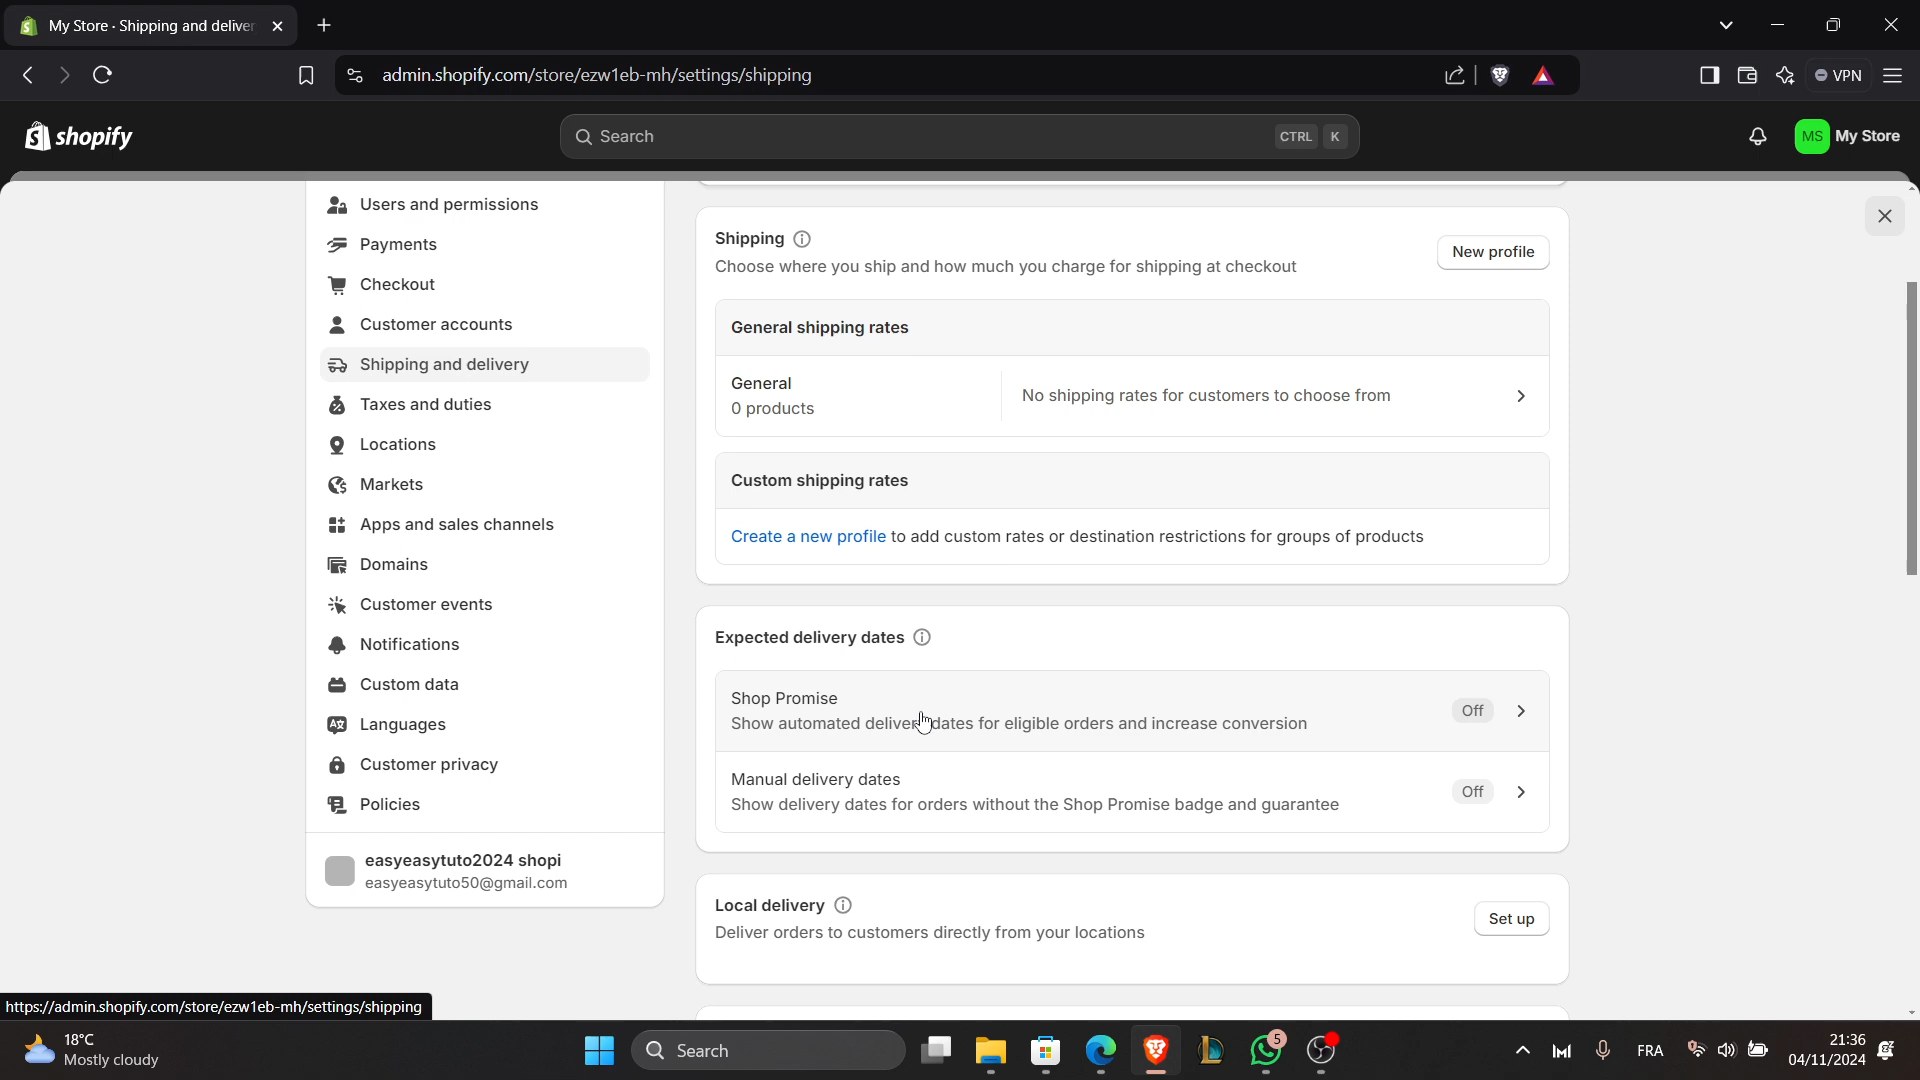 My Store · Shipping and deliver
admin.shopify.com/store/ezw1eb-mh/settings/shipping
VPN
shopify
Search
CTRL K
MS My Store
Users and permissions
Payments
Checkout
Customer accounts
Shipping and delivery
Taxes and duties
Locations
Markets
Apps and sales channels
Domains
Customer events
Notifications
Custom data
Languages
Customer privacy
Policies
easyeasytuto2024 shopi
easyeasytuto50@gmail.com
Shipping
Choose where you ship and how much you charge for shipping at checkout
New profile
General shipping rates
General
0 products
No shipping rates for customers to choose from
Custom shipping rates
Create a new profile to add custom rates or destination restrictions for groups of products
Expected delivery dates
Shop Promise
Show automated delivery dates for eligible orders and increase conversion
Off
Manual delivery dates
Show delivery dates for orders without the Shop Promise badge and guarantee
Off
Local delivery
Deliver orders to customers directly from your locations
Set up
https://admin.shopify.com/store/ezw1eb-mh/settings/shipping
18°C
Mostly cloudy
Search
5
FRA
21:36
04/11/2024